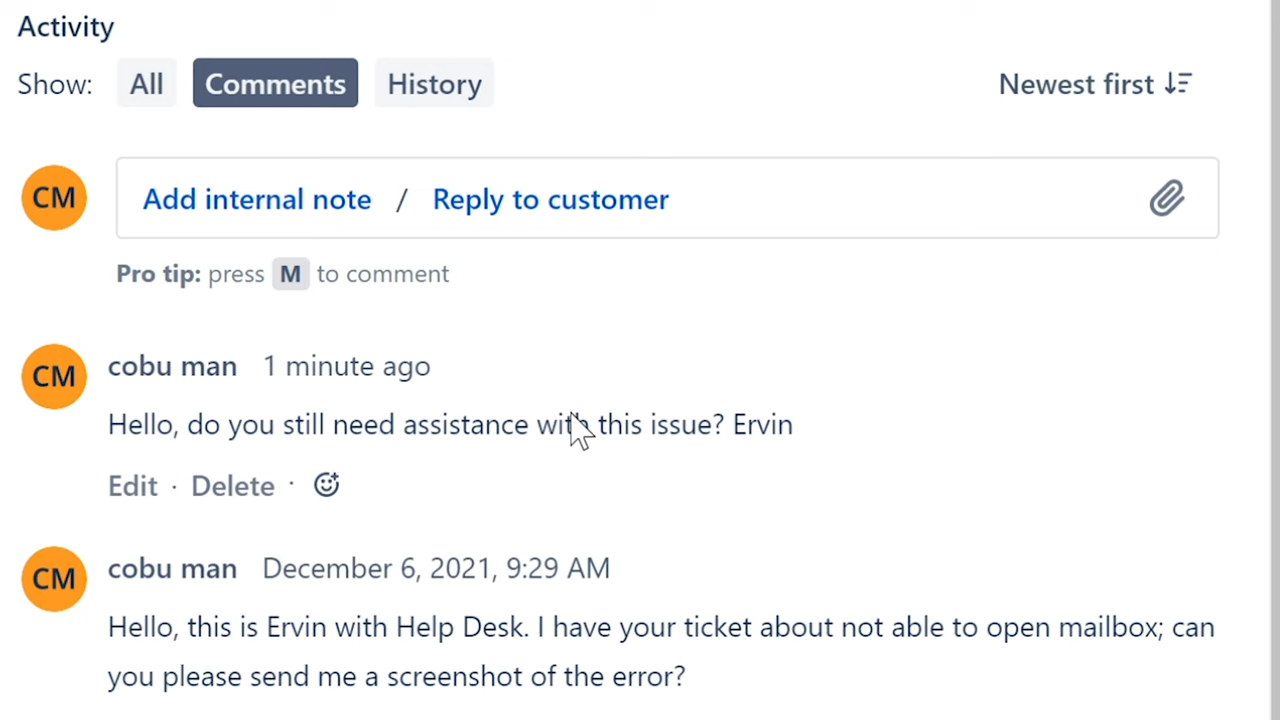 Activity
Show: All Comments History Newest first
CM Add internal note / Reply to customer
Pro tip: press M to comment
CM cobu man 1 minute ago
Hello, do you still need assistance with this issue? Ervin
Edit · Delete ·
CM cobu man December 6, 2021, 9:29 AM
Hello, this is Ervin with Help Desk. I have your ticket about not able to open mailbox; can
you please send me a screenshot of the error?